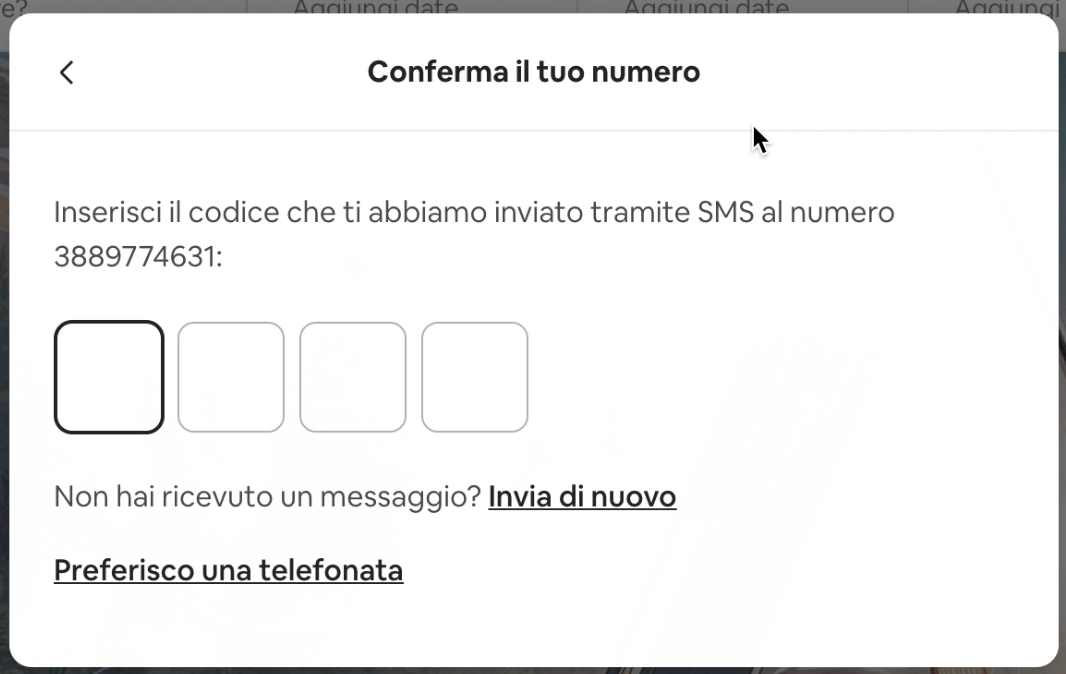 e?
Aggiungi date
Aggiungi date
Aggiungi
Conferma il tuo numero
Inserisci il codice che ti abbiamo inviato tramite SMS al numero
3889774631:
Non hai ricevuto un messaggio? Invia di nuovo
Preferisco una telefonata